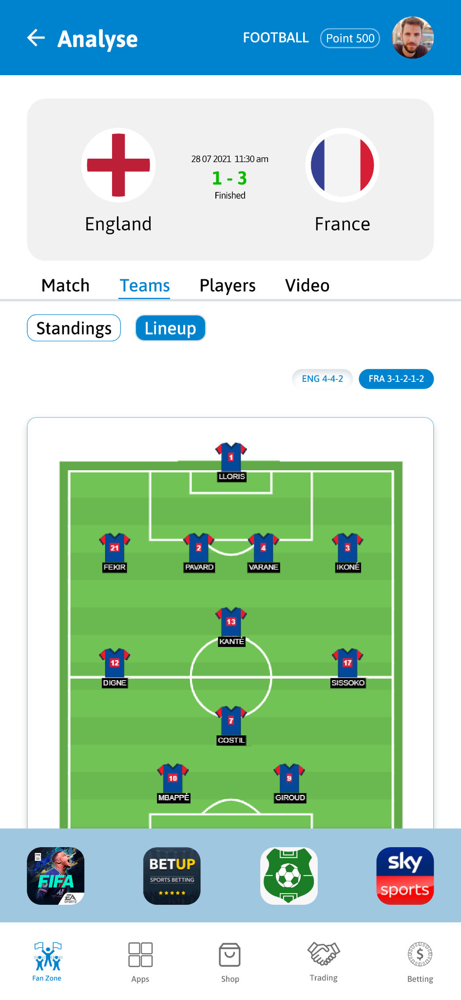 Analyse
FOOTBALL
Point 500
28 07 2021 11:30 am
1 - 3
Finished
England
France
Match
Teams
Players
Video
Standings
Lineup
ENG 4-4-2
FRA 3-1-2-1-2
1
LLORIS
21
2
4
3
FEKIR
PAVARD
VARANE
IKONÉ
13
KANTÉ
12
17
DIGNE
SISSOKO
7
COSTIL
10
9
MBAPPÉ
GIROUD
FIFA
FIFA
EA
SPORTS
BETUP
SPORTS BETTING
sky
sports
Fan Zone
Apps
Shop
Trading
$
Betting